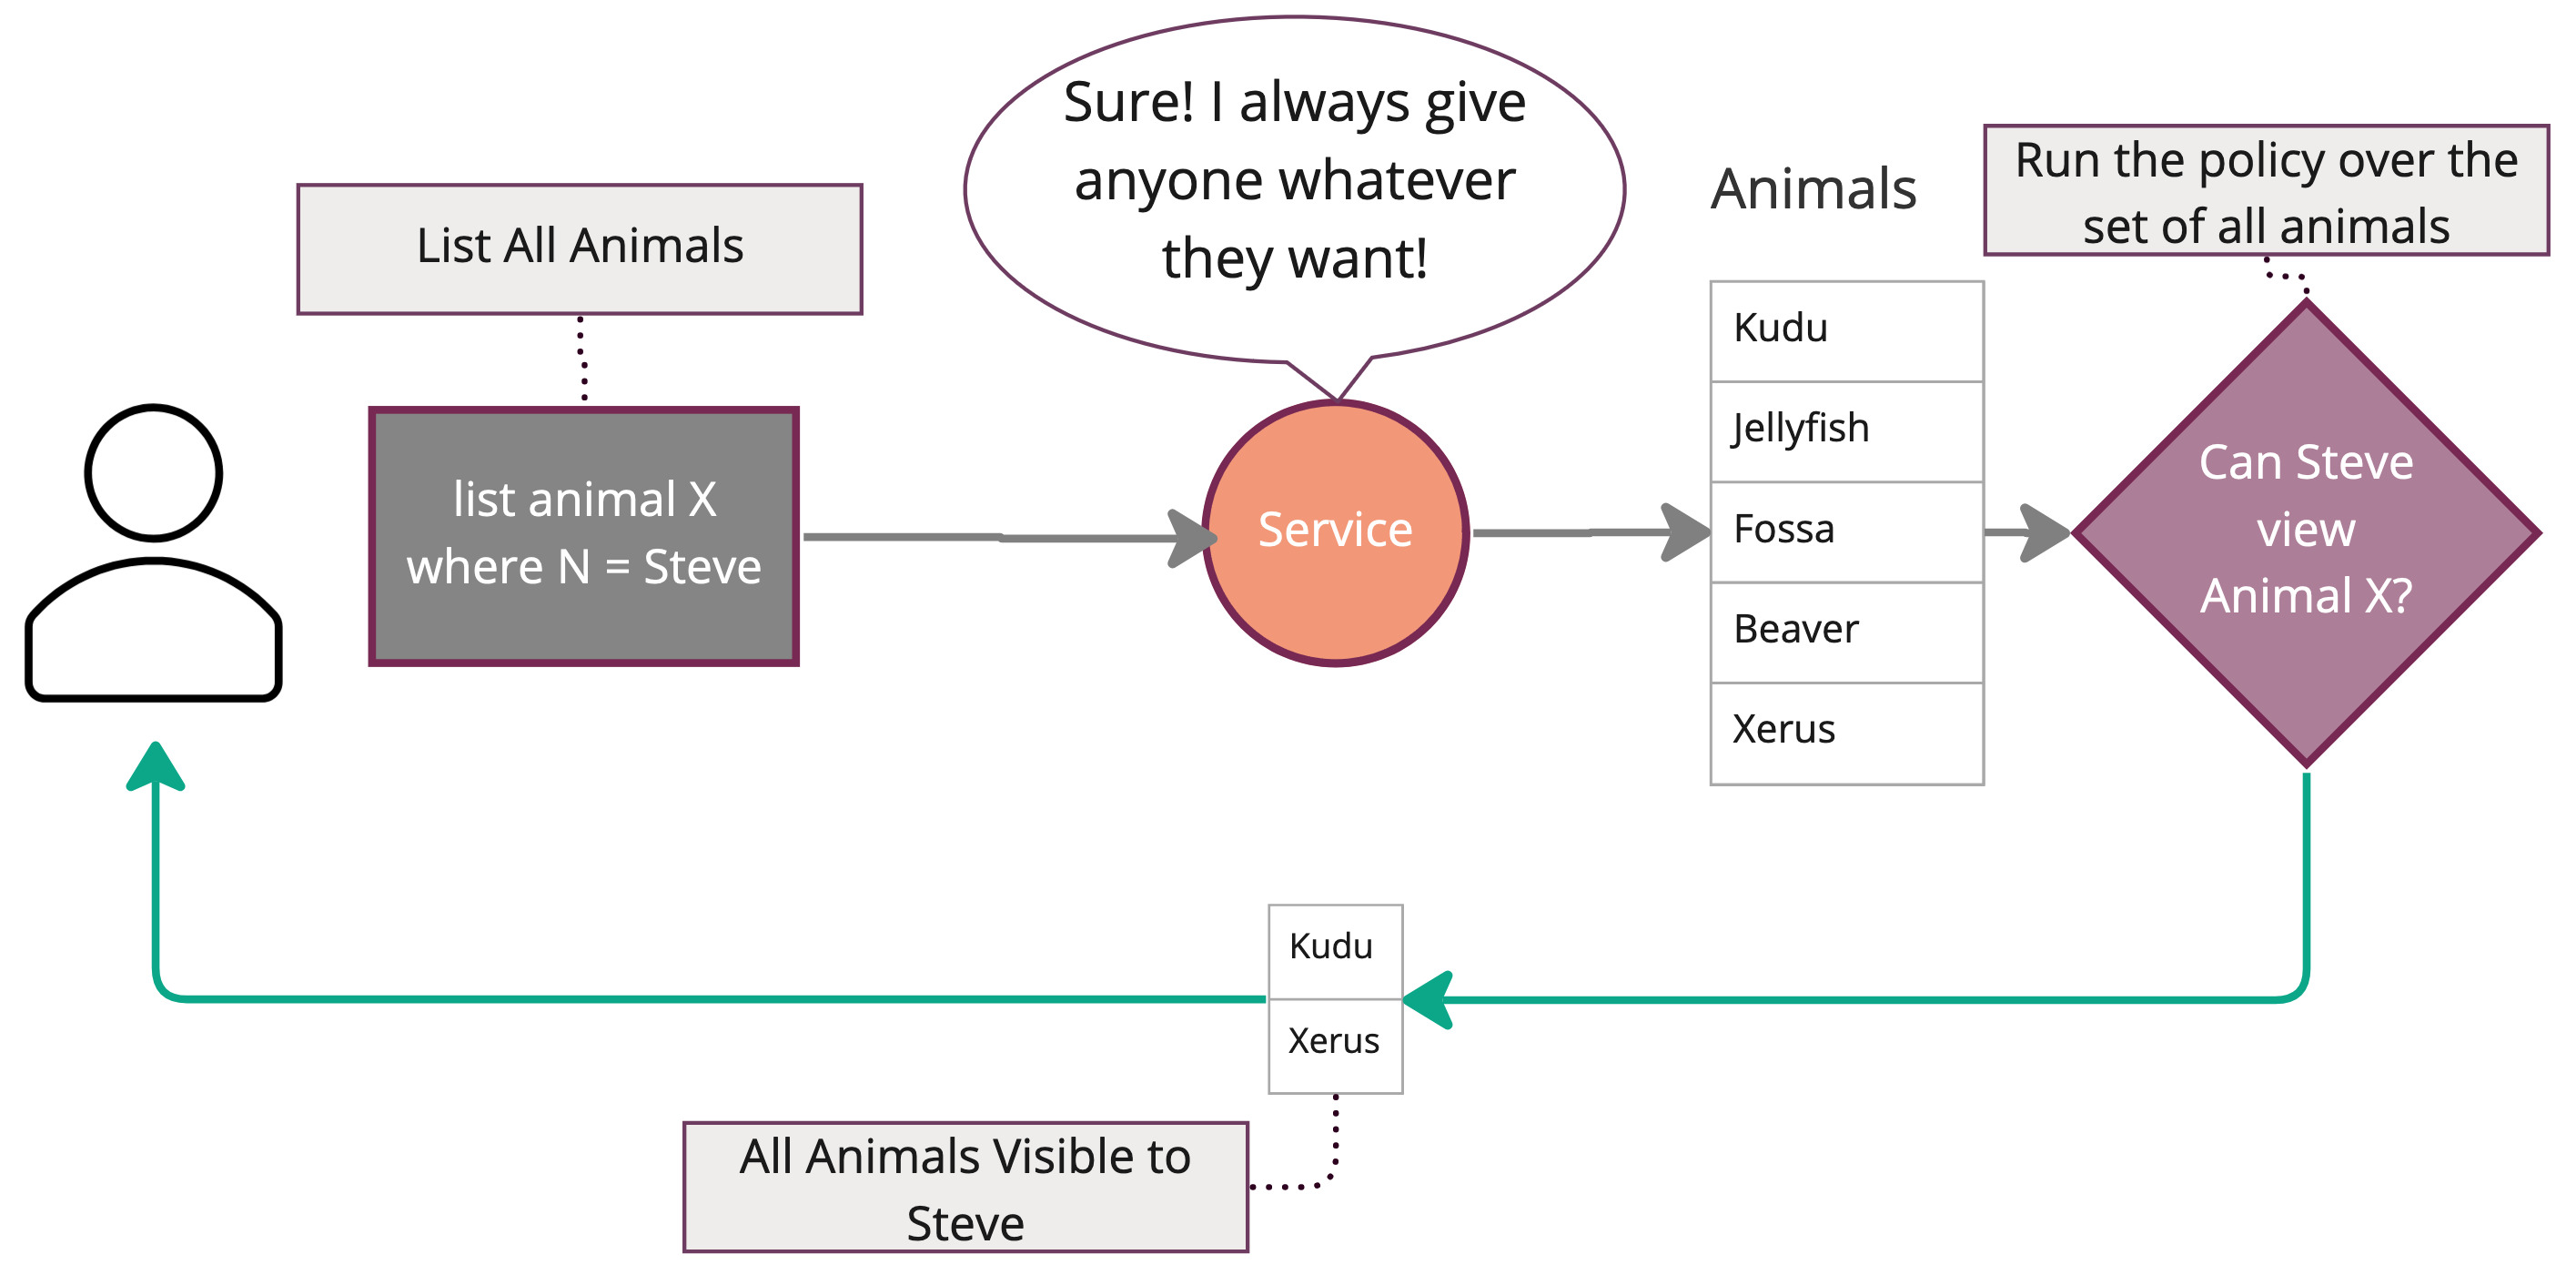 Sure! I always give
anyone whatever
they want!
List All Animals
Animals
Run the policy over the
set of all animals
list animal X
where N = Steve
Service
Kudu
Jellyfish
Fossa
Beaver
Xerus
Can Steve
view
Animal X?
Kudu
Xerus
All Animals Visible to
Steve